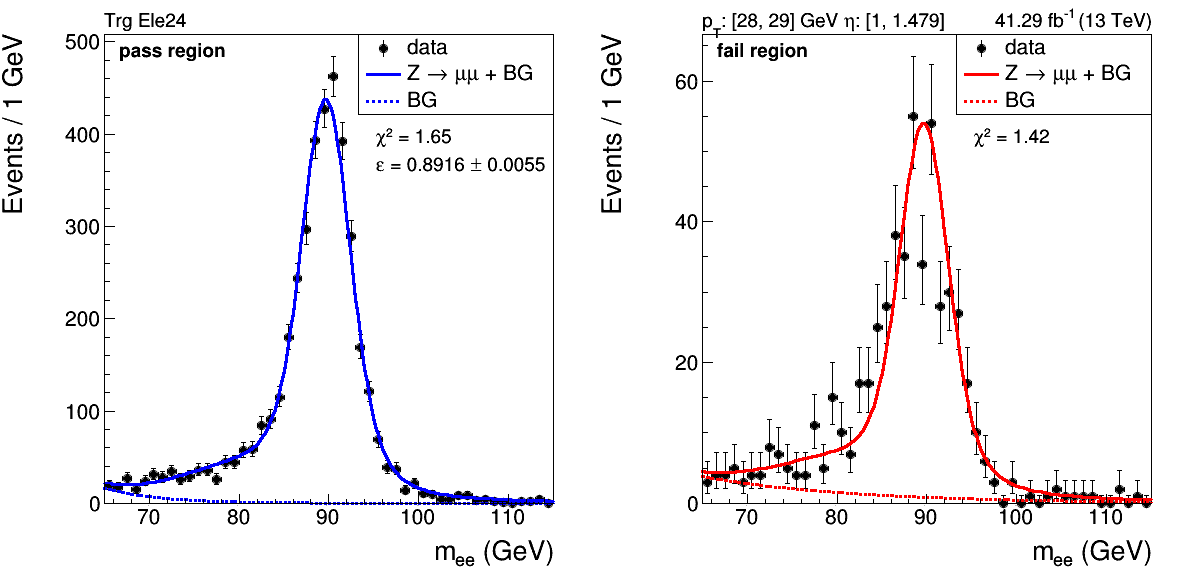 Trg Ele24
pass region
data
Z → μμ + BG
BG
χ² = 1.65
ε = 0.8916 ± 0.0055
Events / 1 GeV
500
400
300
200
100
0
70 80 90 100 110
m_ee (GeV)
p_T: [28, 29] GeV η: [1, 1.479] 41.29 fb⁻¹ (13 TeV)
fail region
data
Z → μμ + BG
BG
χ² = 1.42
Events / 1 GeV
60
40
20
0
70 80 90 100 110
m_ee (GeV)